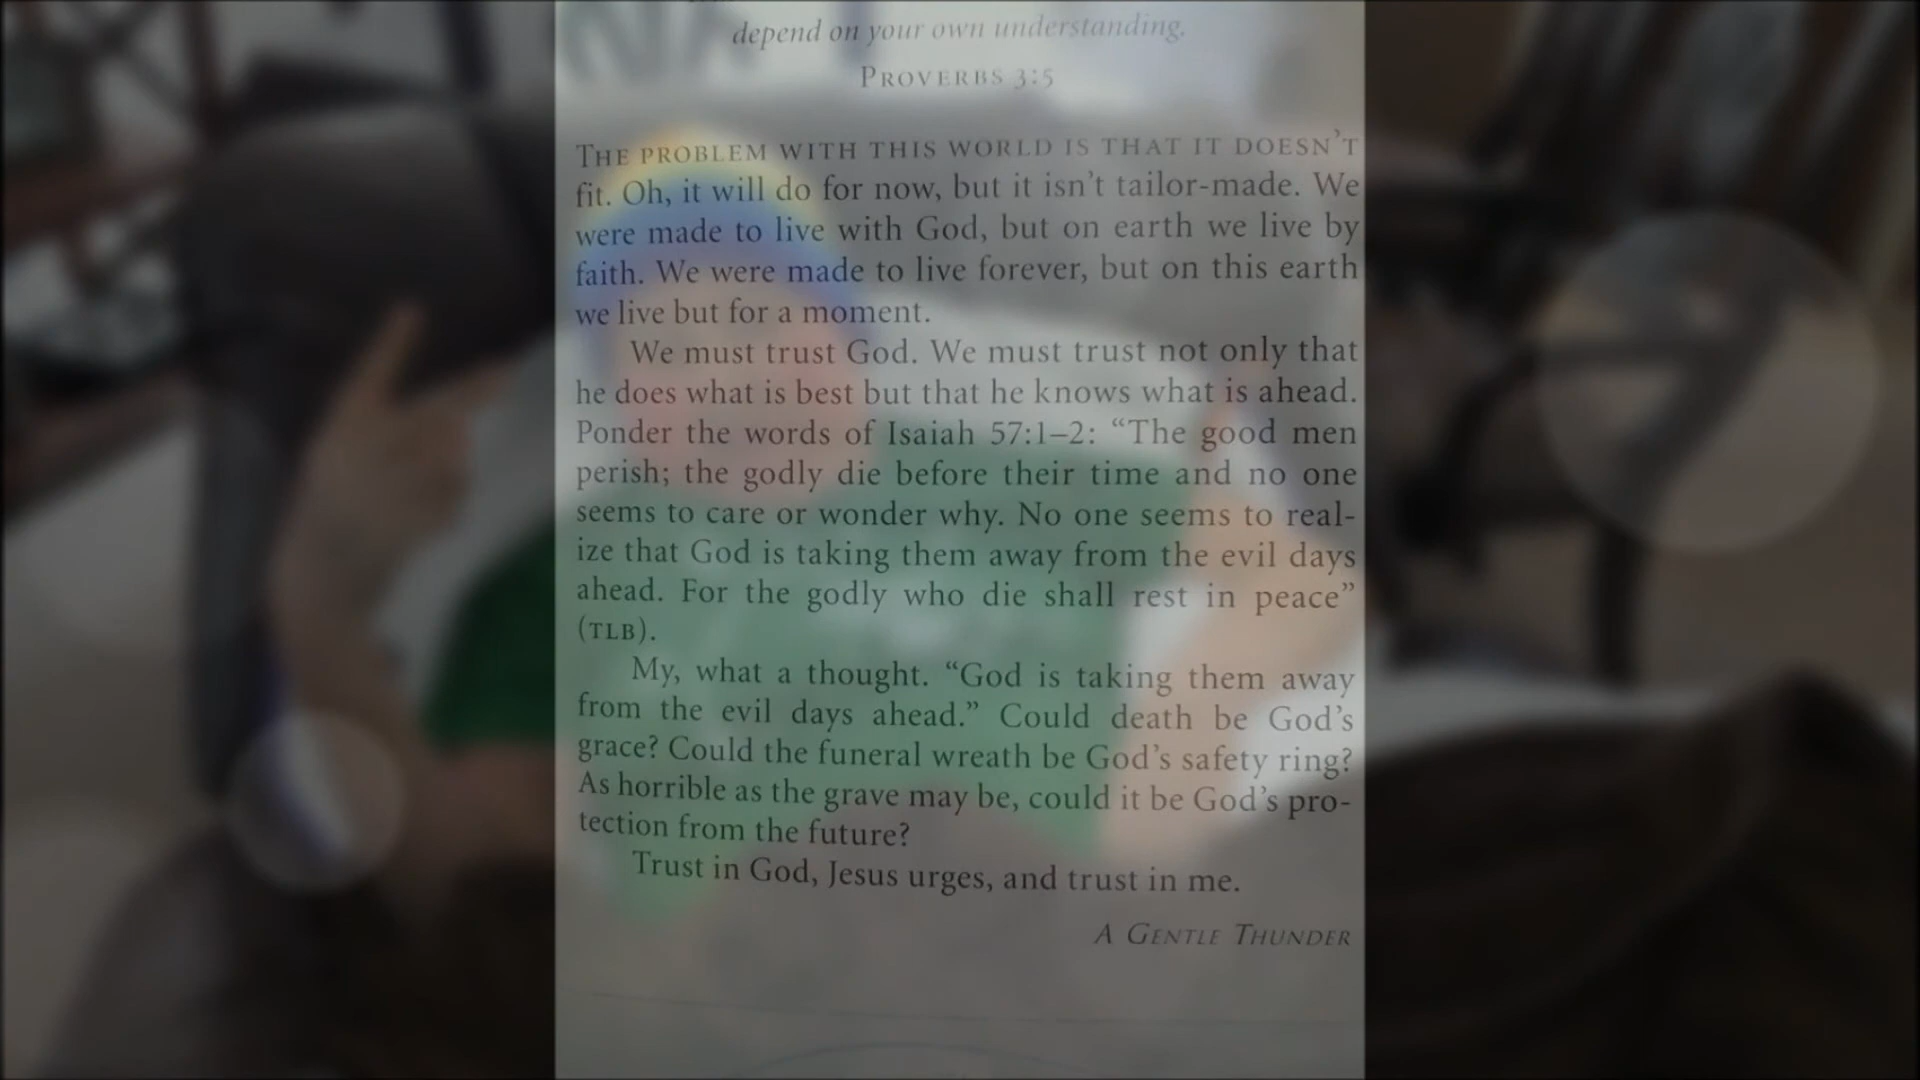 depend on your own understanding.
PROVERBS 3:5
THE PROBLEM WITH THIS WORLD IS THAT IT DOESN'T
fit. Oh, it will do for now, but it isn't tailor-made. We
were made to live with God, but on earth we live by
faith. We were made to live forever, but on this earth
we live but for a moment.
We must trust God. We must trust not only that
he does what is best but that he knows what is ahead.
Ponder the words of Isaiah 57:1–2: “The good men
perish; the godly die before their time and no one
seems to care or wonder why. No one seems to real-
ize that God is taking them away from the evil days
ahead. For the godly who die shall rest in peace”
(TLB).
My, what a thought. “God is taking them away
from the evil days ahead.” Could death be God's
grace? Could the funeral wreath be God's safety ring?
As horrible as the grave may be, could it be God's pro-
tection from the future?
Trust in God, Jesus urges, and trust in me.
A GENTLE THUNDER